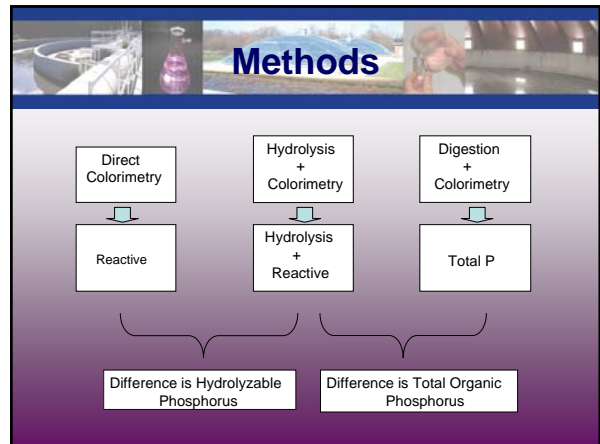 Methods
Direct
Colorimetry
Hydrolysis
+
Colorimetry
Digestion
+
Colorimetry
Reactive
Hydrolysis
+
Reactive
Total P
Difference is Hydrolyzable
Phosphorus
Difference is Total Organic
Phosphorus